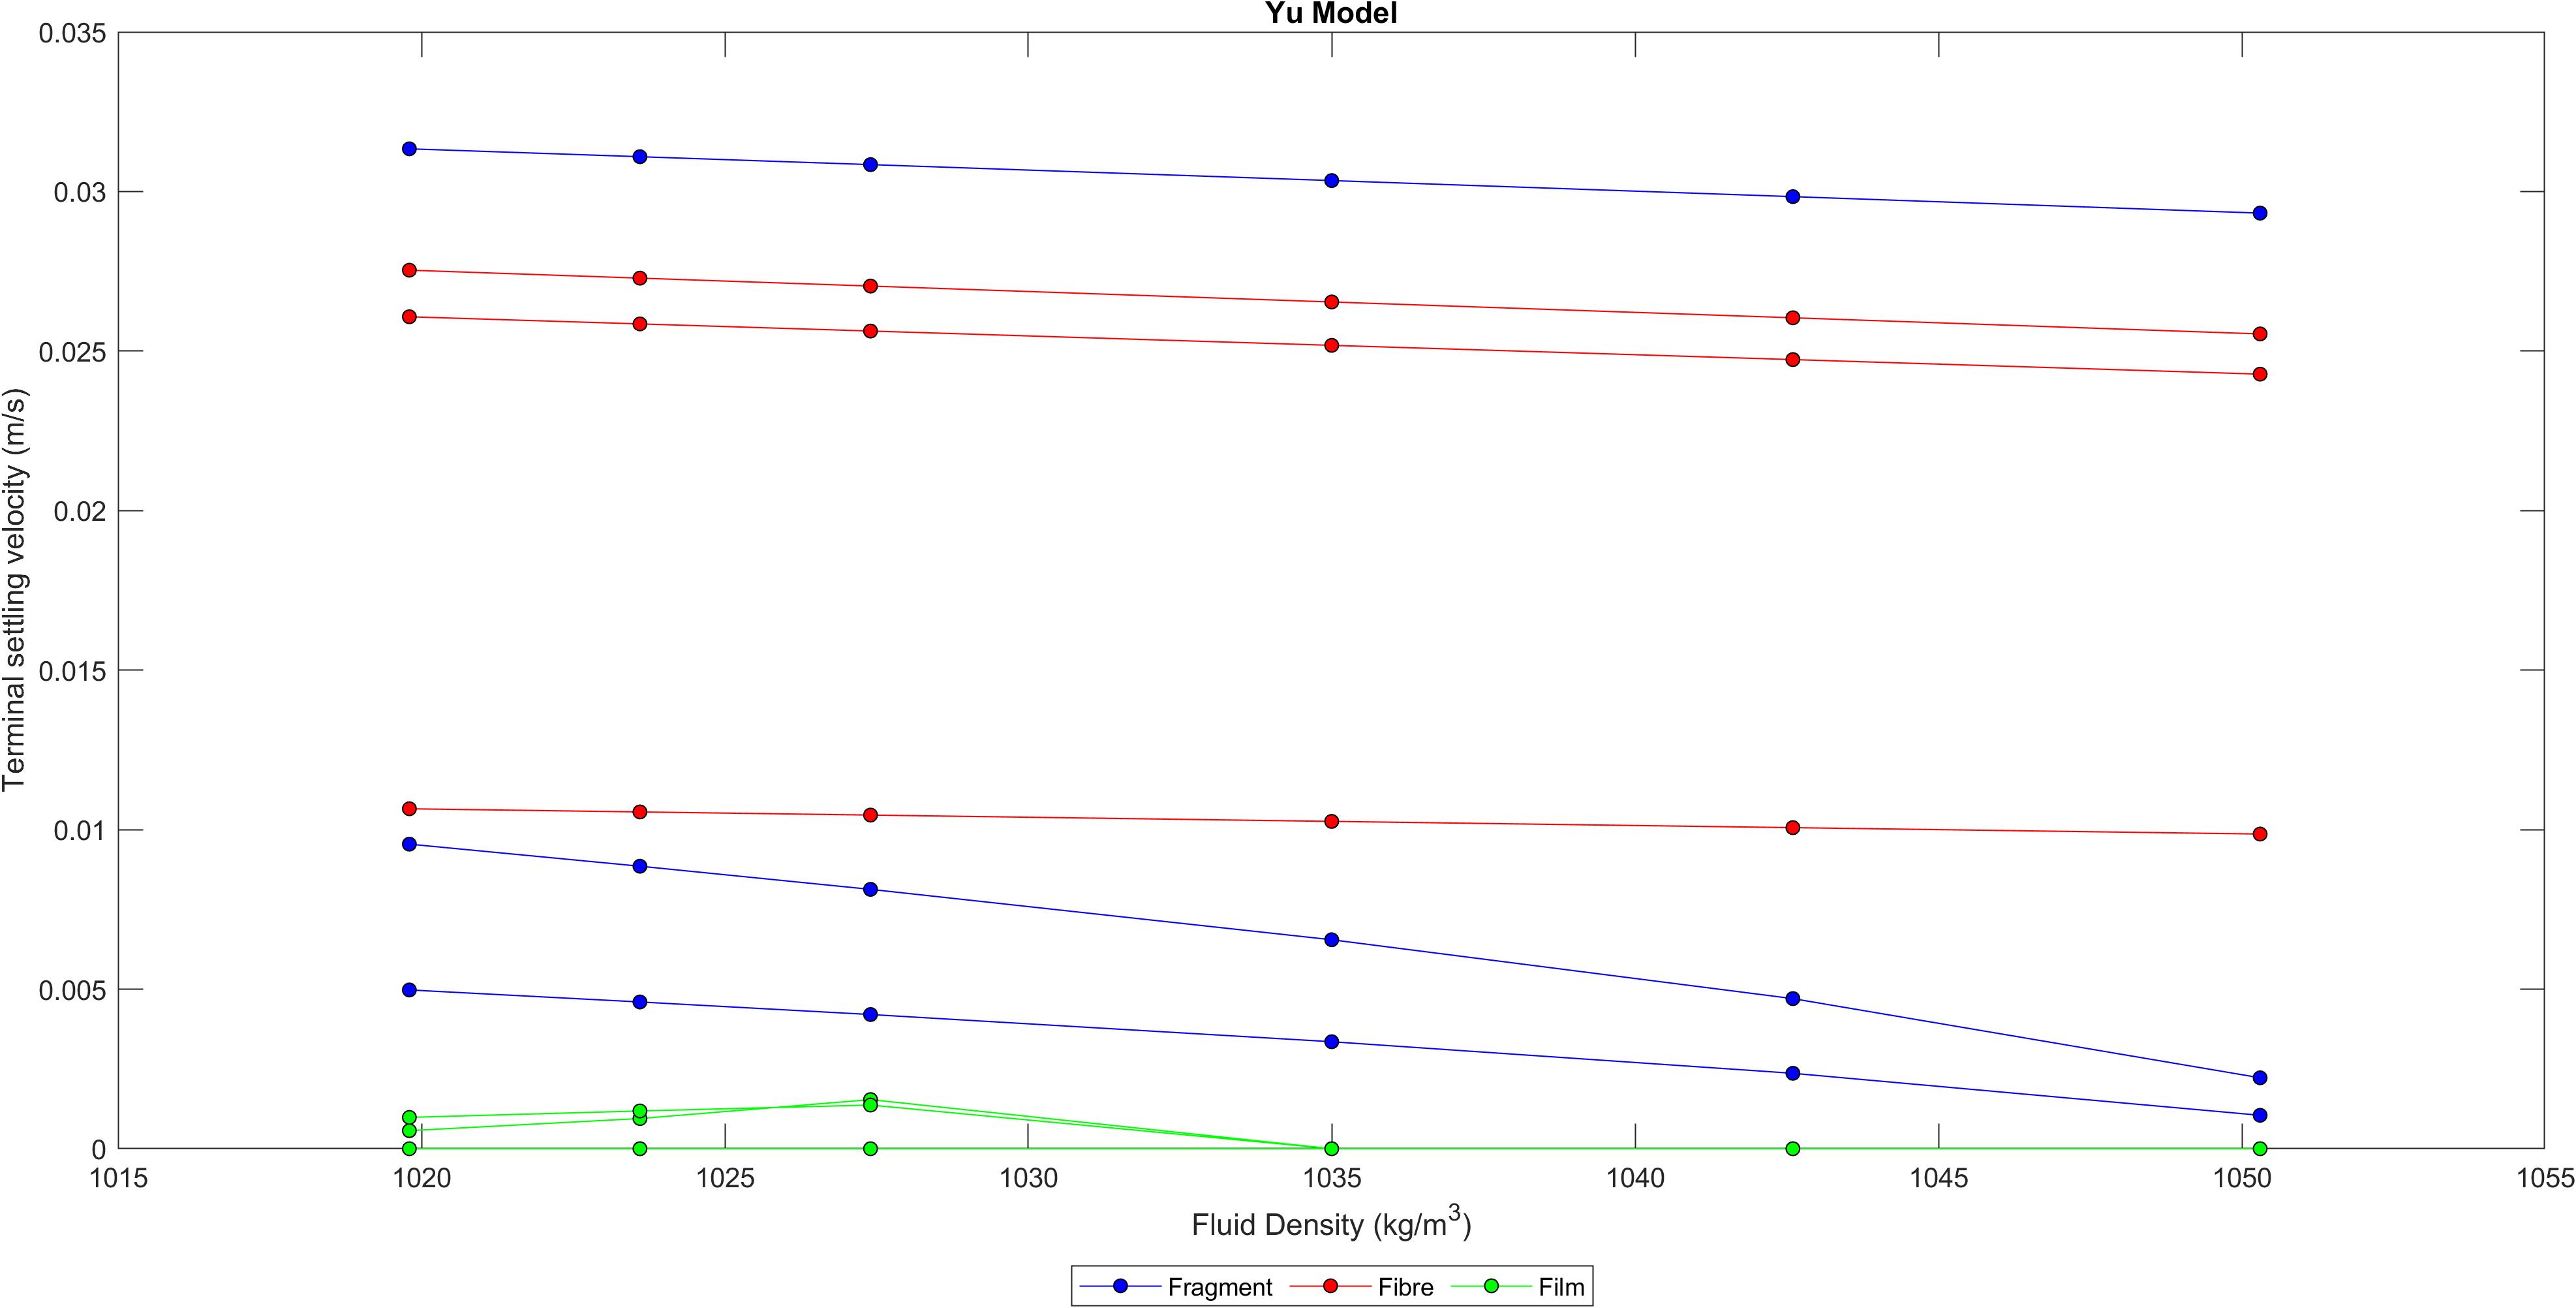 Yu Model
0.035
0.03
0.025
0.02
0.015
0.01
0.005
0
Terminal settling velocity (m/s)
1015 1020 1025 1030 1035 1040 1045 1050 1055
Fluid Density (kg/m³)
Fragment Fibre Film